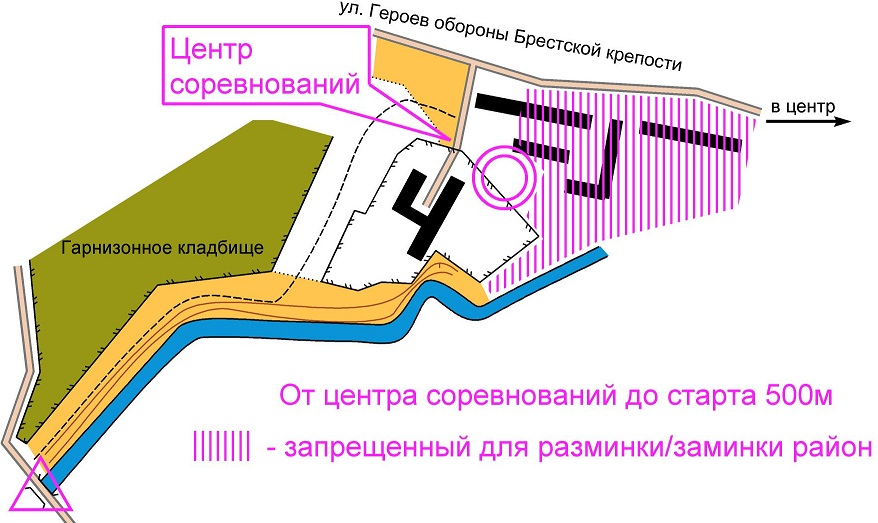 ул. Героев обороны Брестской крепости
Центр
соревнований
в центр
Гарнизонное кладбище
От центра соревнований до старта 500м
- запрещенный для разминки/заминки район